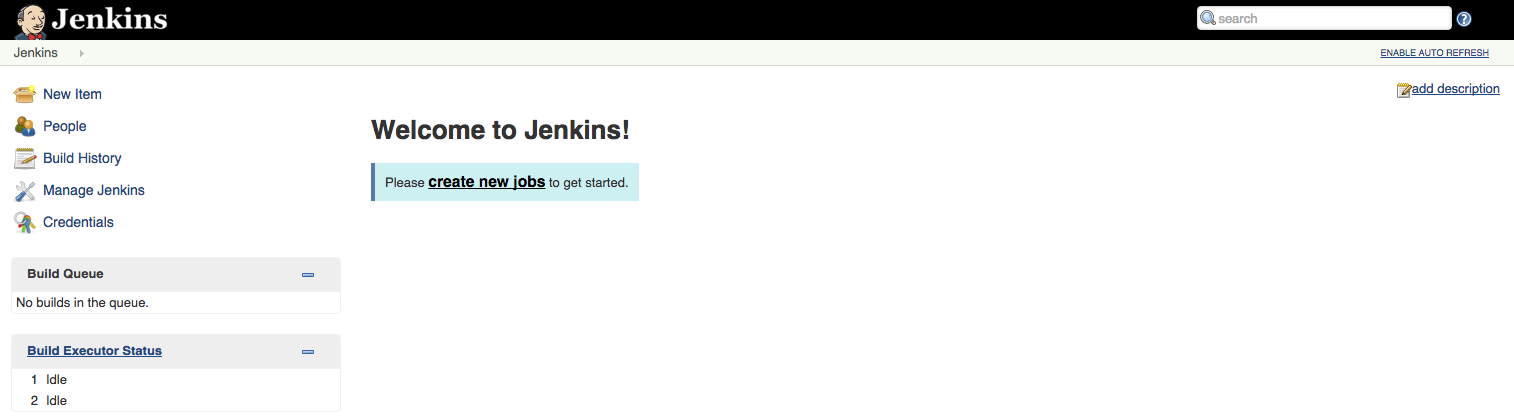 Jenkins
search
Jenkins
ENABLE AUTO REFRESH
New Item
People
Build History
Manage Jenkins
Credentials
Build Queue
No builds in the queue.
Build Executor Status
1 Idle
2 Idle
add description
Welcome to Jenkins!
Please create new jobs to get started.